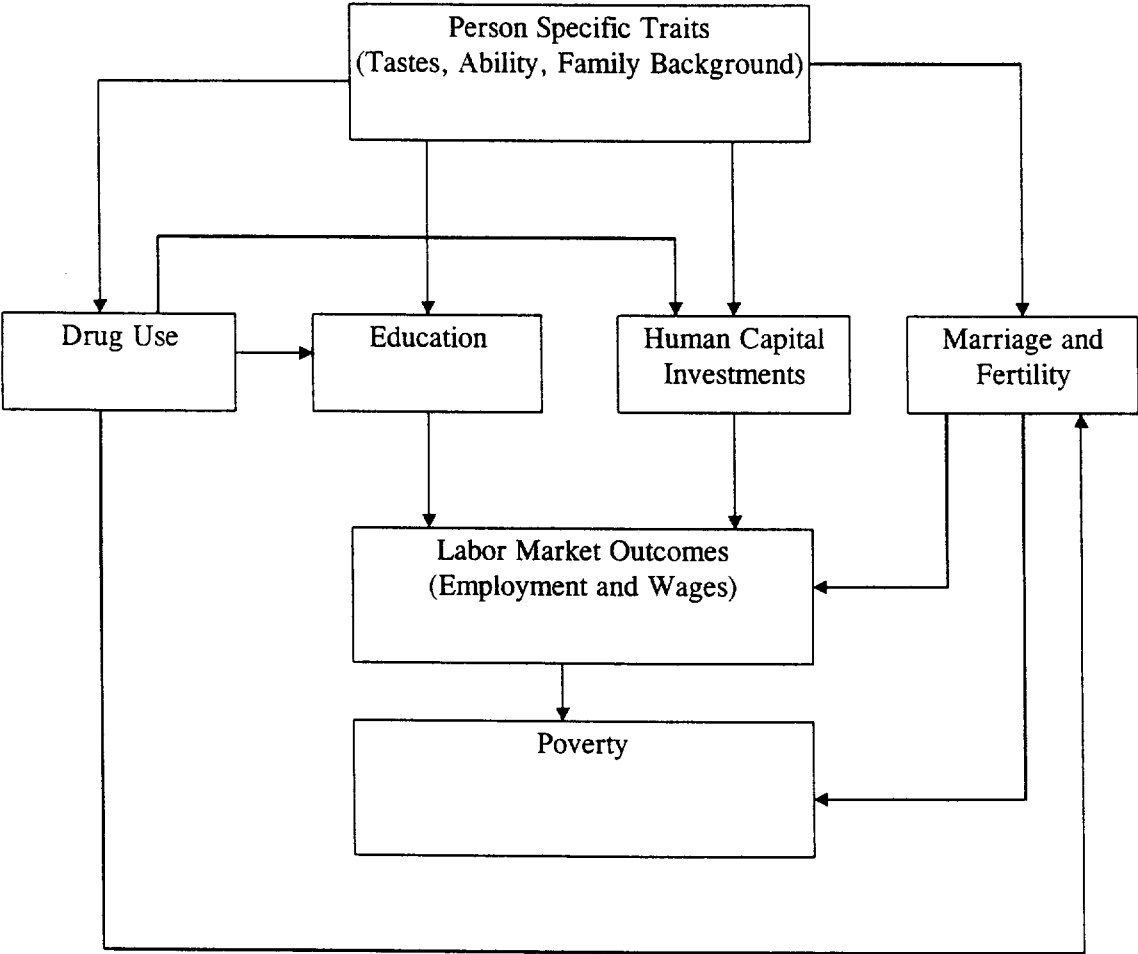 Person Specific Traits
(Tastes, Ability, Family Background)
Drug Use
Education
Human Capital
Investments
Marriage and
Fertility
Labor Market Outcomes
(Employment and Wages)
Poverty